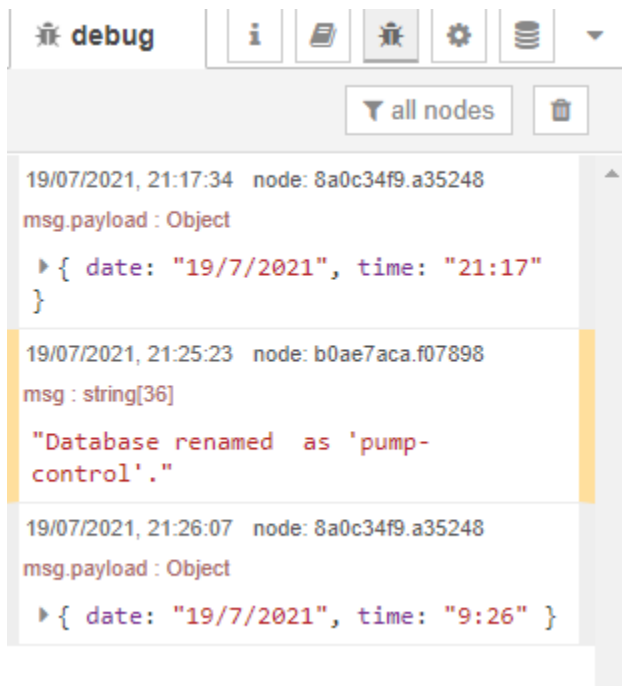 debug
i
all nodes
19/07/2021, 21:17:34 node: 8a0c34f9.a35248
msg.payload : Object
{ date: "19/7/2021", time: "21:17"
}
19/07/2021, 21:25:23 node: b0ae7aca.f07898
msg : string[36]
"Database renamed  as 'pump-
control'."
19/07/2021, 21:26:07 node: 8a0c34f9.a35248
msg.payload : Object
{ date: "19/7/2021", time: "9:26" }